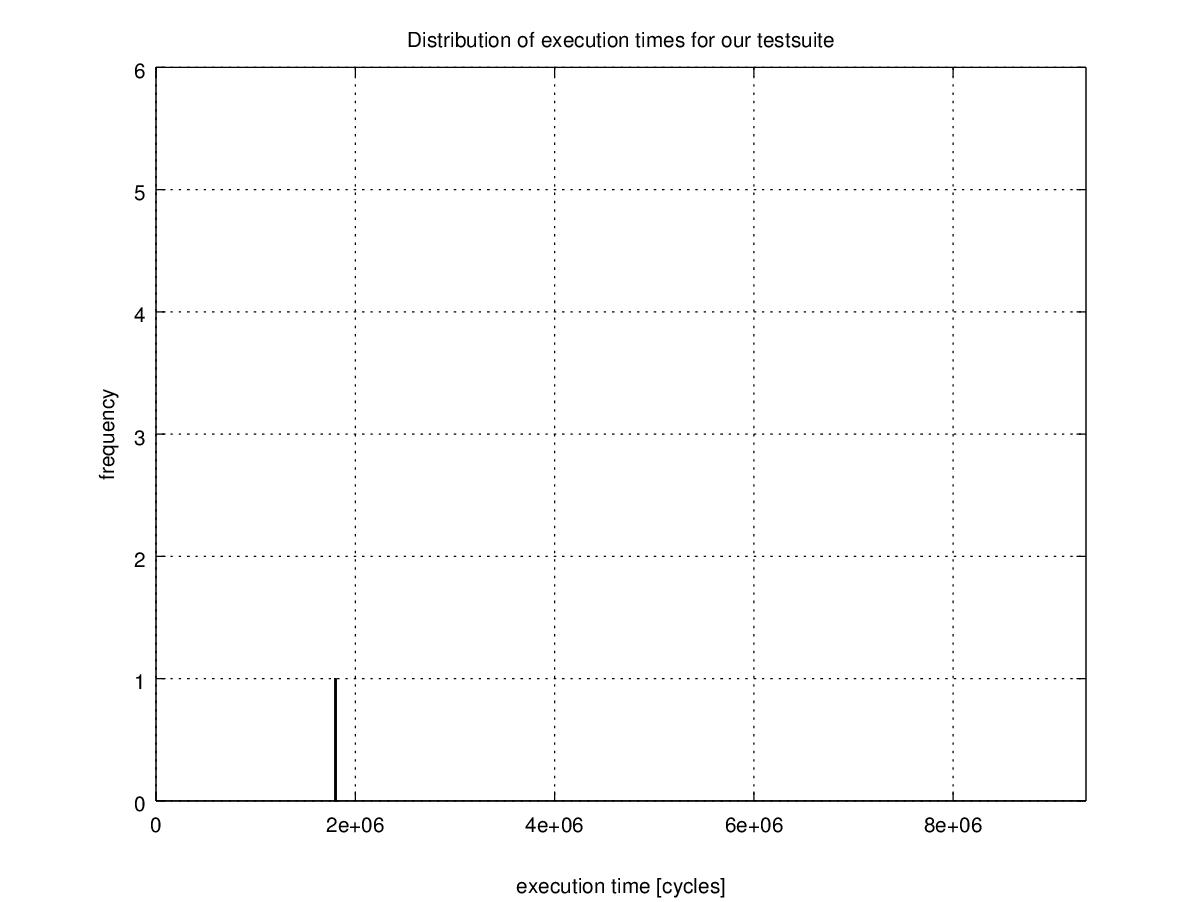 Distribution of execution times for our testsuite
6
5
4
3
2
1
0
frequency
0 2e+06 4e+06 6e+06 8e+06
execution time [cycles]